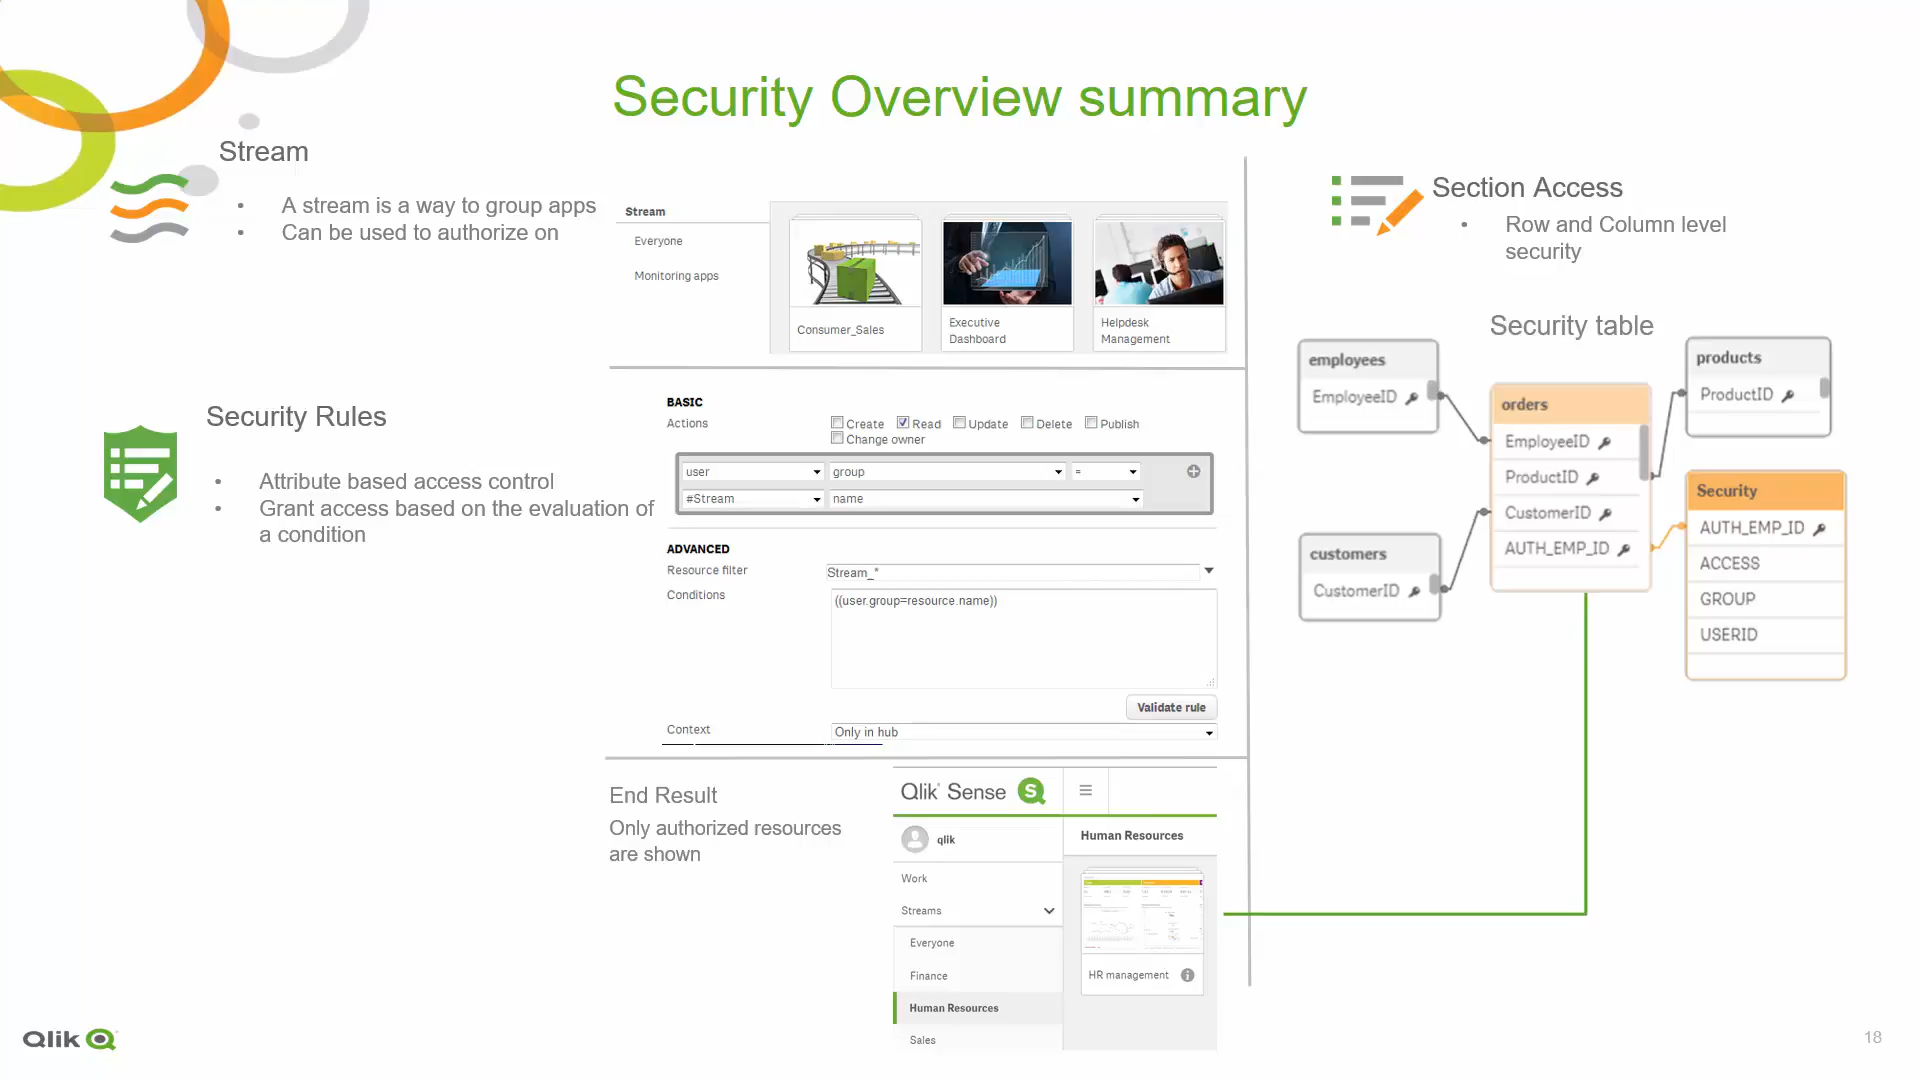 Security Overview summary
Stream
• A stream is a way to group apps
• Can be used to authorize on
Stream
Everyone
Monitoring apps
Consumer_Sales
Executive
Dashboard
Helpdesk
Management
Security Rules
• Attribute based access control
• Grant access based on the evaluation of
a condition
BASIC
Actions
Create Read Update Delete Publish
Change owner
user group =
#Stream name
ADVANCED
Resource filter Stream_*
Conditions ((user.group=resource.name))
Validate rule
Context Only in hub
End Result
Only authorized resources
are shown
Qlik Sense S
qlik
Work
Streams
Everyone
Finance
Human Resources
Sales
Human Resources
HR management
Section Access
• Row and Column level
security
Security table
employees
EmployeeID
customers
CustomerID
orders
EmployeeID
ProductID
CustomerID
AUTH_EMP_ID
products
ProductID
Security
AUTH_EMP_ID
ACCESS
GROUP
USERID
Qlik
18